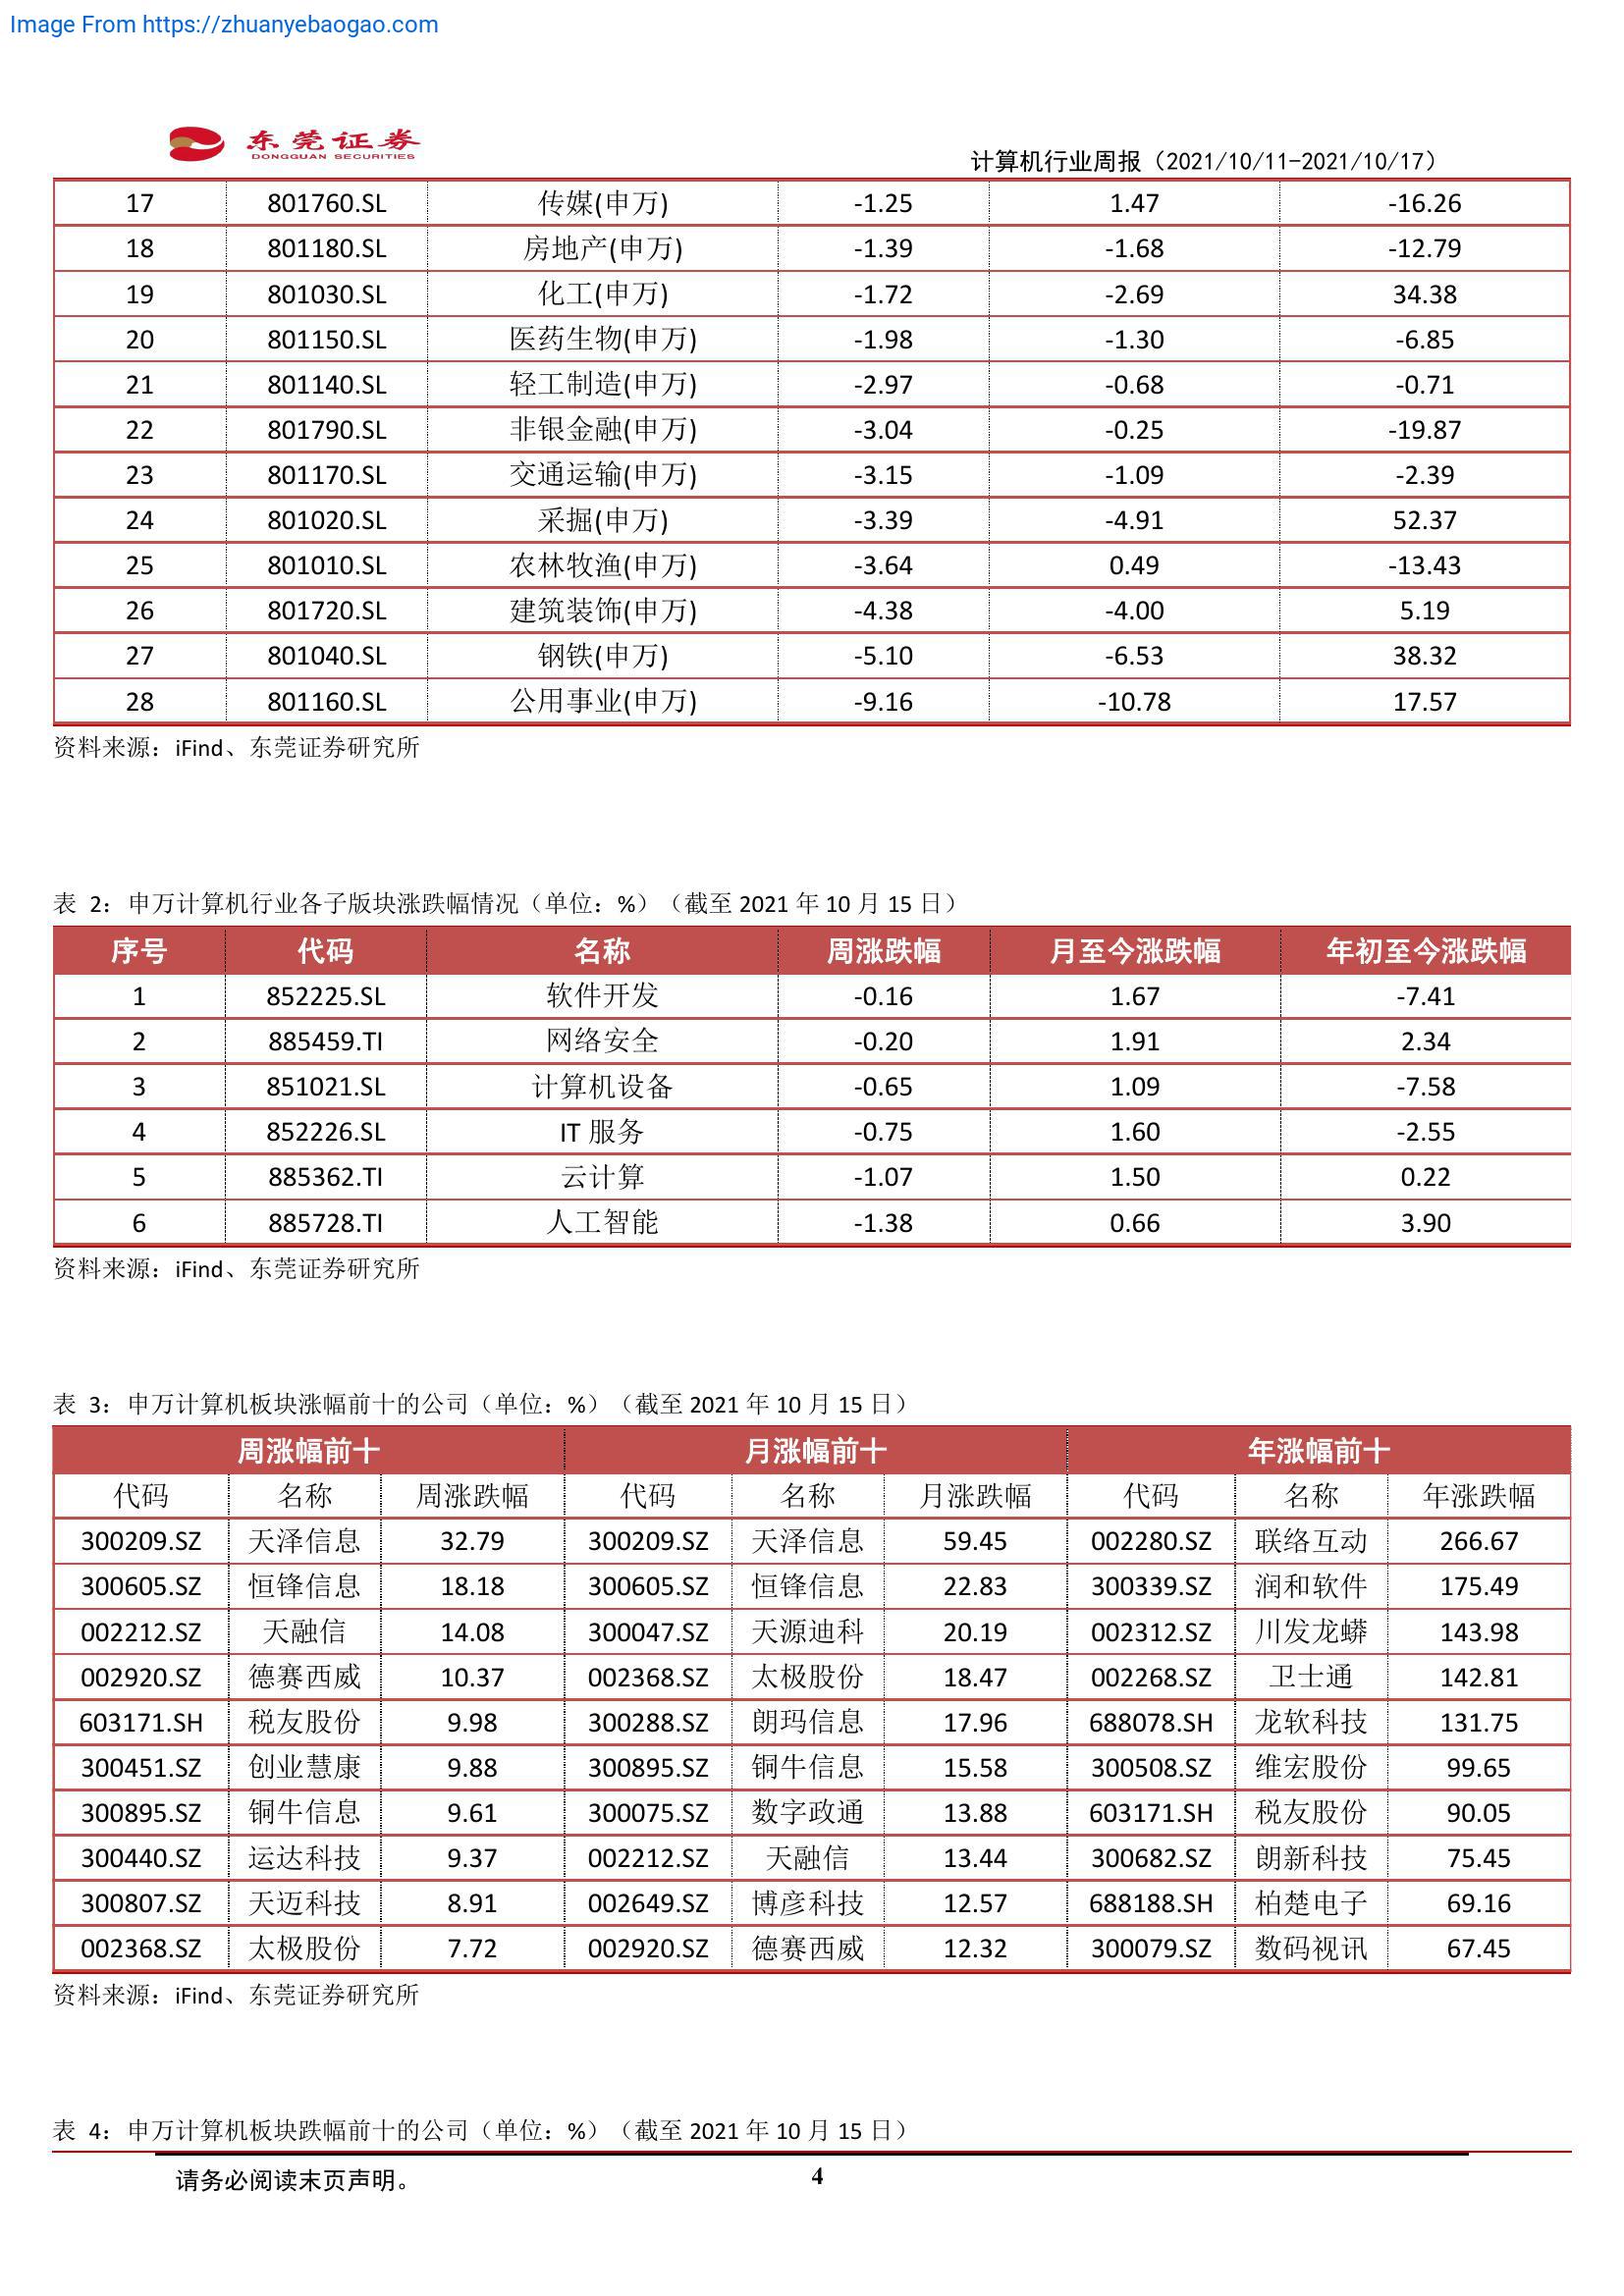 Image From https://zhuanyebaogao.com
东莞证券
DONGGUAN SECURITIES
计算机行业周报（2021/10/11-2021/10/17）
17 801760.SL 传媒(申万) -1.25 1.47 -16.26
18 801180.SL 房地产(申万) -1.39 -1.68 -12.79
19 801030.SL 化工(申万) -1.72 -2.69 34.38
20 801150.SL 医药生物(申万) -1.98 -1.30 -6.85
21 801140.SL 轻工制造(申万) -2.97 -0.68 -0.71
22 801790.SL 非银金融(申万) -3.04 -0.25 -19.87
23 801170.SL 交通运输(申万) -3.15 -1.09 -2.39
24 801020.SL 采掘(申万) -3.39 -4.91 52.37
25 801010.SL 农林牧渔(申万) -3.64 0.49 -13.43
26 801720.SL 建筑装饰(申万) -4.38 -4.00 5.19
27 801040.SL 钢铁(申万) -5.10 -6.53 38.32
28 801160.SL 公用事业(申万) -9.16 -10.78 17.57
资料来源：iFind、东莞证券研究所
表 2：申万计算机行业各子版块涨跌幅情况（单位：%）（截至 2021 年 10 月 15 日）
序号 代码 名称 周涨跌幅 月至今涨跌幅 年初至今涨跌幅
1 852225.SL 软件开发 -0.16 1.67 -7.41
2 885459.TI 网络安全 -0.20 1.91 2.34
3 851021.SL 计算机设备 -0.65 1.09 -7.58
4 852226.SL IT 服务 -0.75 1.60 -2.55
5 885362.TI 云计算 -1.07 1.50 0.22
6 885728.TI 人工智能 -1.38 0.66 3.90
资料来源：iFind、东莞证券研究所
表 3：申万计算机板块涨幅前十的公司（单位：%）（截至 2021 年 10 月 15 日）
周涨幅前十 月涨幅前十 年涨幅前十
代码 名称 周涨跌幅 代码 名称 月涨跌幅 代码 名称 年涨跌幅
300209.SZ 天泽信息 32.79 300209.SZ 天泽信息 59.45 002280.SZ 联络互动 266.67
300605.SZ 恒锋信息 18.18 300605.SZ 恒锋信息 22.83 300339.SZ 润和软件 175.49
002212.SZ 天融信 14.08 300047.SZ 天源迪科 20.19 002312.SZ 川发龙蟒 143.98
002920.SZ 德赛西威 10.37 002368.SZ 太极股份 18.47 002268.SZ 卫士通 142.81
603171.SH 税友股份 9.98 300288.SZ 朗玛信息 17.96 688078.SH 龙软科技 131.75
300451.SZ 创业慧康 9.88 300895.SZ 铜牛信息 15.58 300508.SZ 维宏股份 99.65
300895.SZ 铜牛信息 9.61 300075.SZ 数字政通 13.88 603171.SH 税友股份 90.05
300440.SZ 运达科技 9.37 002212.SZ 天融信 13.44 300682.SZ 朗新科技 75.45
300807.SZ 天迈科技 8.91 002649.SZ 博彦科技 12.57 688188.SH 柏楚电子 69.16
002368.SZ 太极股份 7.72 002920.SZ 德赛西威 12.32 300079.SZ 数码视讯 67.45
资料来源：iFind、东莞证券研究所
表 4：申万计算机板块跌幅前十的公司（单位：%）（截至 2021 年 10 月 15 日）
请务必阅读末页声明。
4